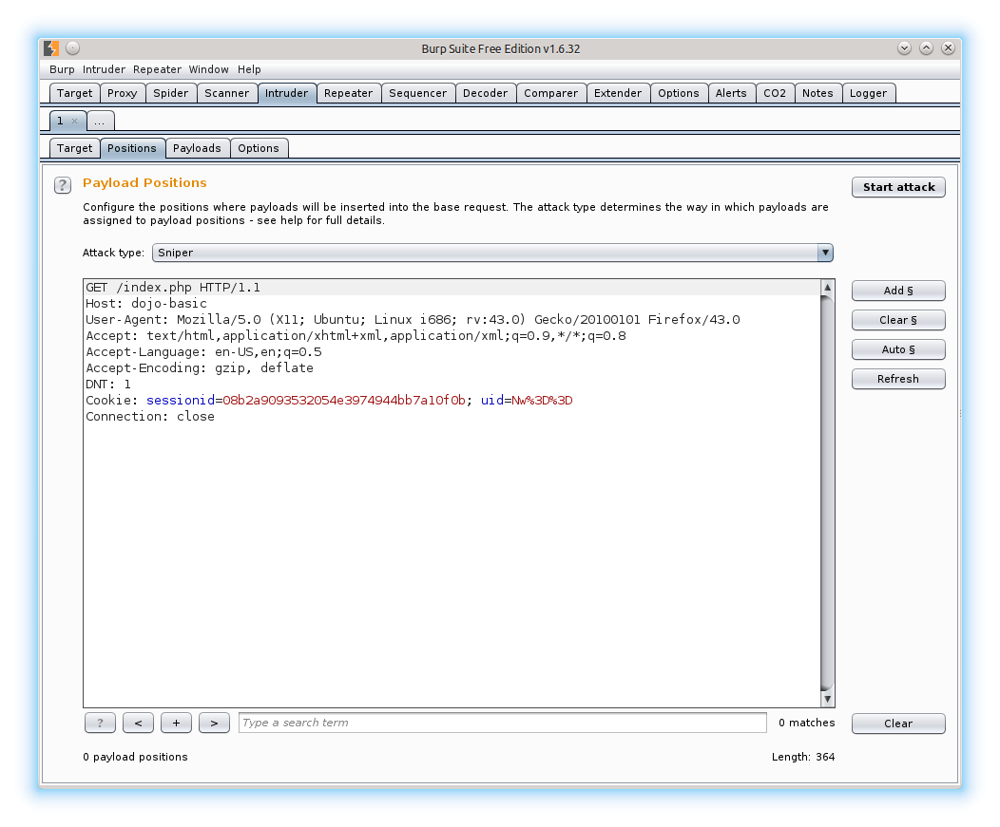 Burp Suite Free Edition v1.6.32
Burp Intruder Repeater Window Help
Target Proxy Spider Scanner Intruder Repeater Sequencer Decoder Comparer Extender Options Alerts CO2 Notes Logger
1 × ...
Target Positions Payloads Options
? Payload Positions
Start attack
Configure the positions where payloads will be inserted into the base request. The attack type determines the way in which payloads are
assigned to payload positions - see help for full details.
Attack type: Sniper
GET /index.php HTTP/1.1
Host: dojo-basic
User-Agent: Mozilla/5.0 (X11; Ubuntu; Linux i686; rv:43.0) Gecko/20100101 Firefox/43.0
Accept: text/html,application/xhtml+xml,application/xml;q=0.9,*/*;q=0.8
Accept-Language: en-US,en;q=0.5
Accept-Encoding: gzip, deflate
DNT: 1
Cookie: sessionid=08b2a9093532054e3974944bb7a10f0b; uid=Nw%3D%3D
Connection: close
Add §
Clear §
Auto §
Refresh
? < + > Type a search term 0 matches Clear
0 payload positions Length: 364